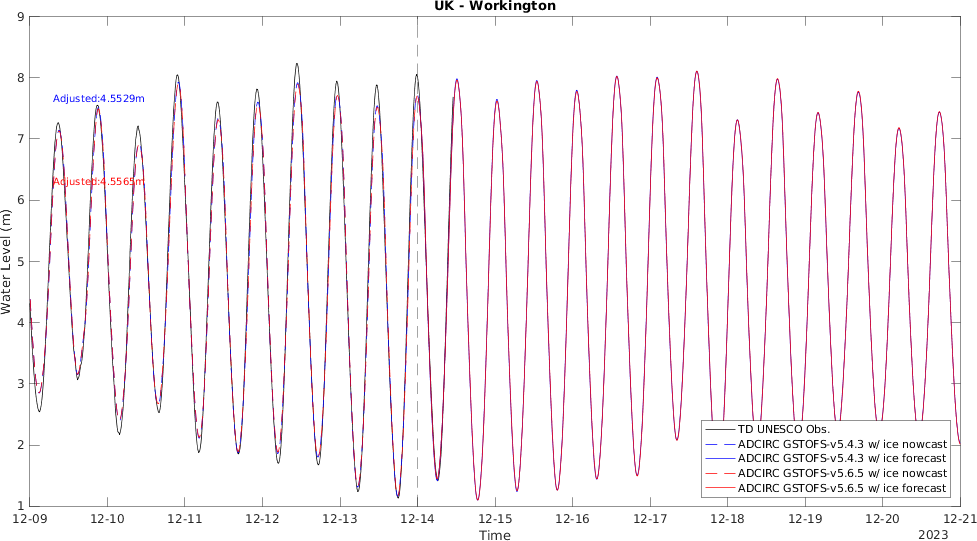 UK - Workington
9
8
7
6
5
4
3
2
1
Water Level (m)
Adjusted:4.5529m
Adjusted:4.5565m
TD UNESCO Obs.
ADCIRC GSTOFS-v5.4.3 w/ ice nowcast
ADCIRC GSTOFS-v5.4.3 w/ ice forecast
ADCIRC GSTOFS-v5.6.5 w/ ice nowcast
ADCIRC GSTOFS-v5.6.5 w/ ice forecast
12-09 12-10 12-11 12-12 12-13 12-14 12-15 12-16 12-17 12-18 12-19 12-20 12-21
Time
2023